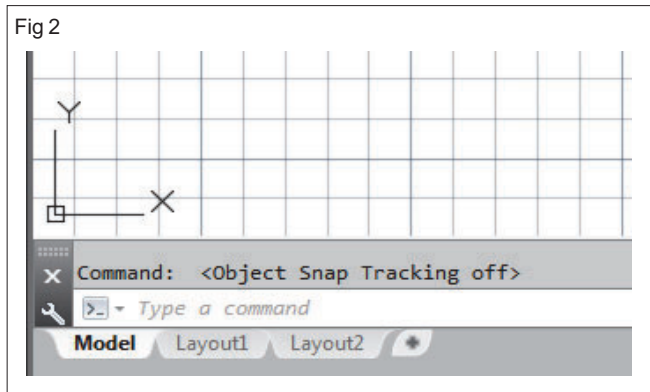 Fig 2
Y
X
Command: <Object Snap Tracking off>
Type a command
Model Layout1 Layout2